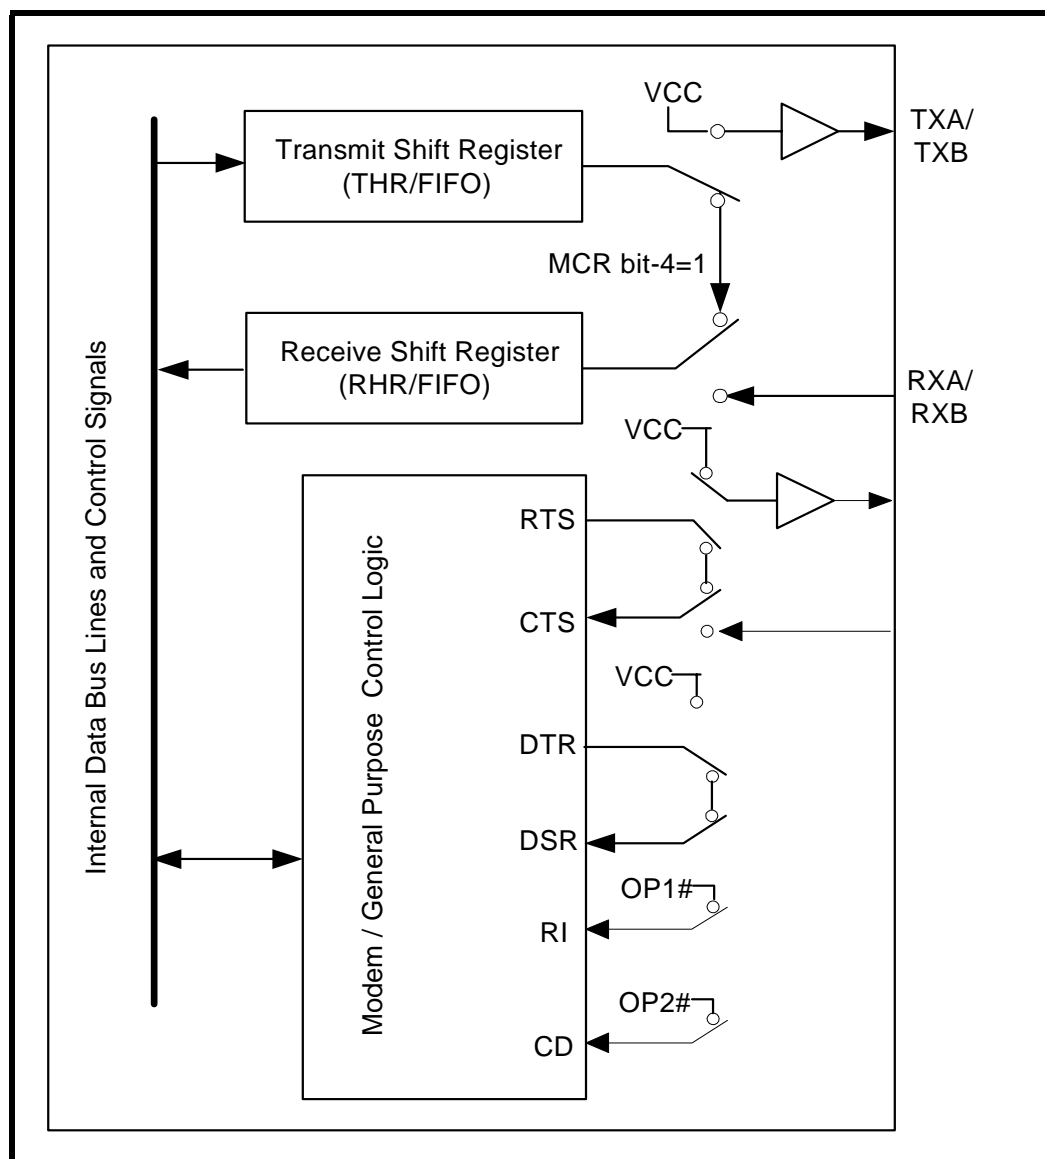 VCC
TXA/
TXB
Transmit Shift Register
(THR/FIFO)
MCR bit-4=1
Receive Shift Register
(RHR/FIFO)
RXA/
RXB
VCC
Internal Data Bus Lines and Control Signals
Modem / General Purpose Control Logic
RTS
CTS
VCC
DTR
DSR
OP1#
RI
OP2#
CD